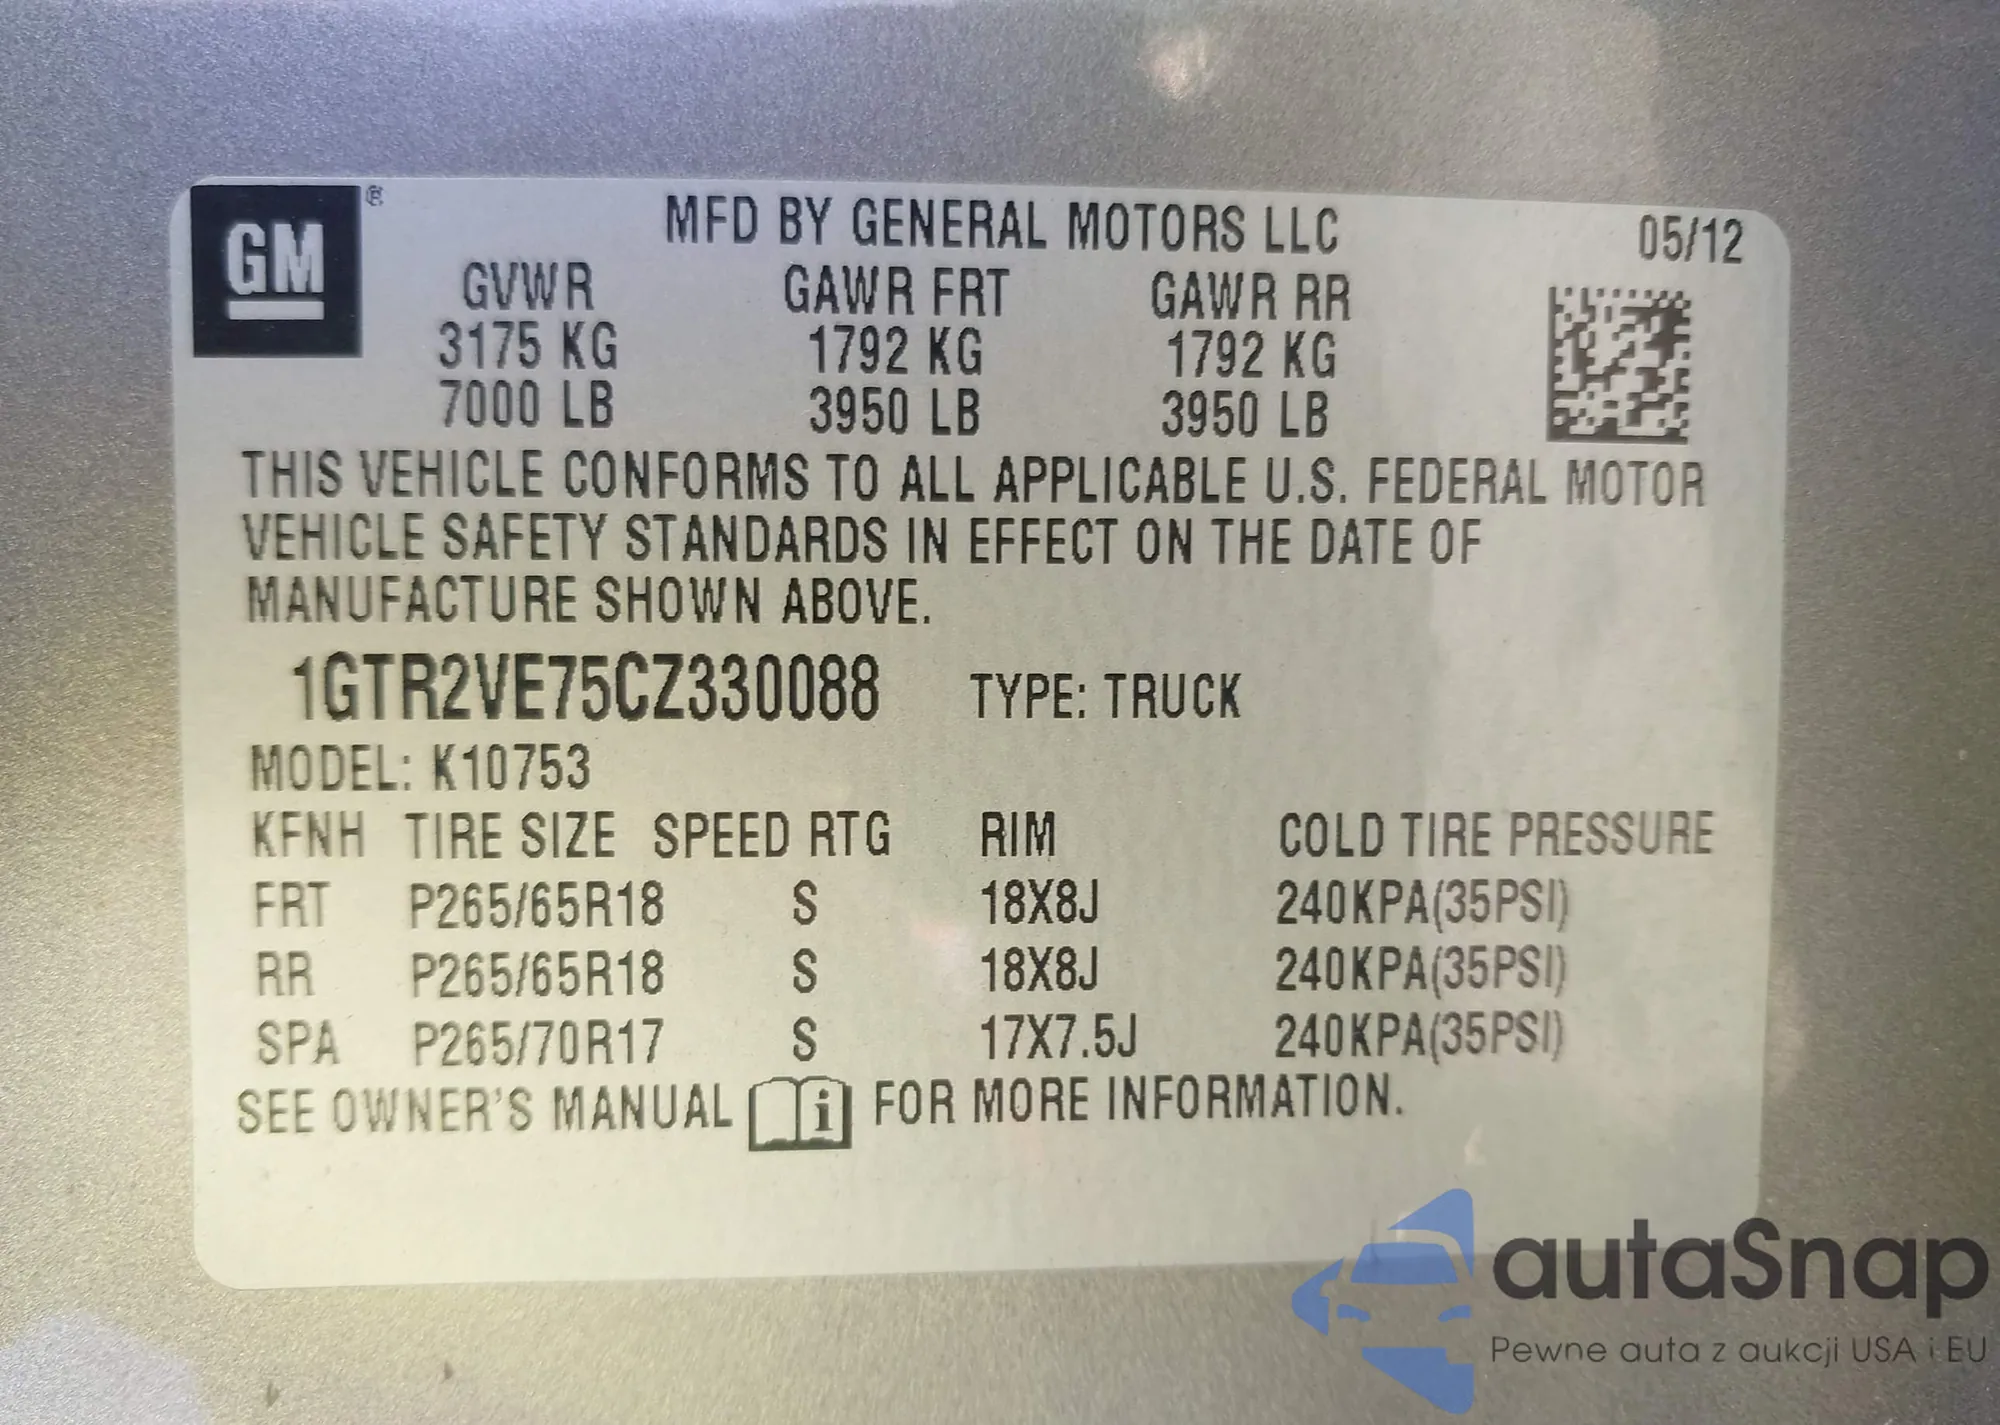 GM ®
MFD BY GENERAL MOTORS LLC 05/12
GVWR GAWR FRT GAWR RR
3175 KG 1792 KG 1792 KG
7000 LB 3950 LB 3950 LB
THIS VEHICLE CONFORMS TO ALL APPLICABLE U.S. FEDERAL MOTOR
VEHICLE SAFETY STANDARDS IN EFFECT ON THE DATE OF
MANUFACTURE SHOWN ABOVE.
1GTR2VE75CZ330088 TYPE: TRUCK
MODEL: K10753
KFNH TIRE SIZE SPEED RTG RIM COLD TIRE PRESSURE
FRT P265/65R18 S 18X8J 240KPA(35PSI)
RR P265/65R18 S 18X8J 240KPA(35PSI)
SPA P265/70R17 S 17X7.5J 240KPA(35PSI)
SEE OWNER'S MANUAL i FOR MORE INFORMATION.
autaSnap
Pewne auta z aukcji USA i EU